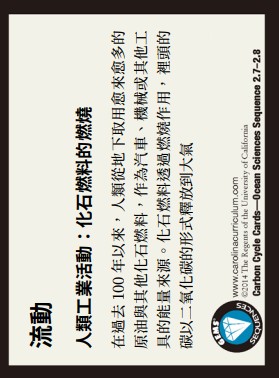 流動
人類工業活動：化石燃料的燃燒
在過去 100 年以來，人類從地下取用愈來愈多的
原油與其他化石燃料，作為汽車、機械或其他工
具的能量來源。化石燃料透過燃燒作用，裡頭的
碳以二氧化碳的形式釋放到大氣
SEQUENCES
www.carolinacurriculum.com
©2014 The Regents of the University of California
Carbon Cycle Cards—Ocean Sciences Sequence 2.7–2.8